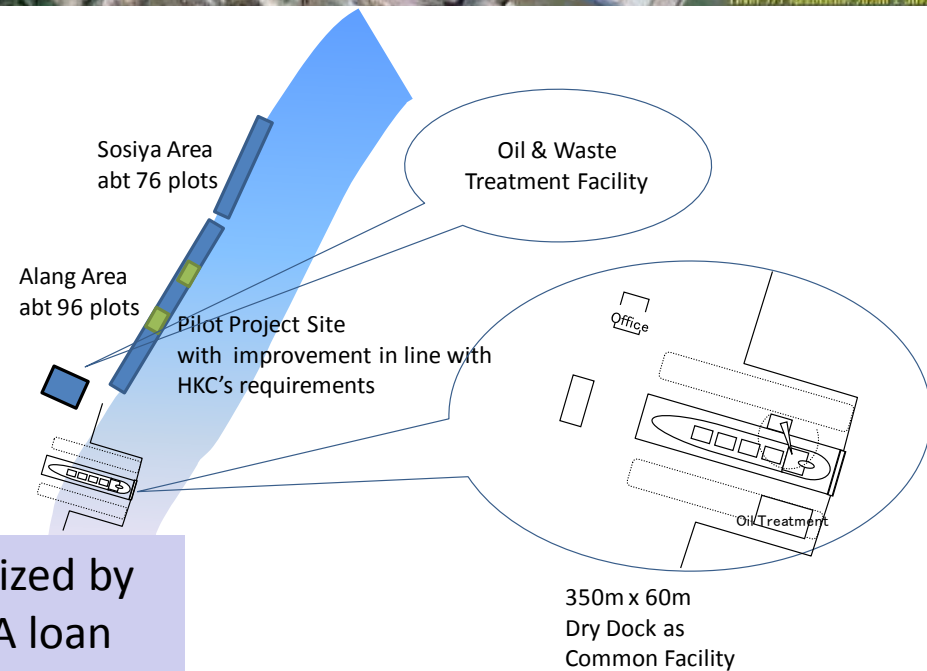 Sosiya Area
abt 76 plots
Oil & Waste
Treatment Facility
Alang Area
abt 96 plots
Pilot Project Site
with improvement in line with
HKC's requirements
Office
Oil Treatment
350m x 60m
Dry Dock as
Common Facility
ized by
A loan